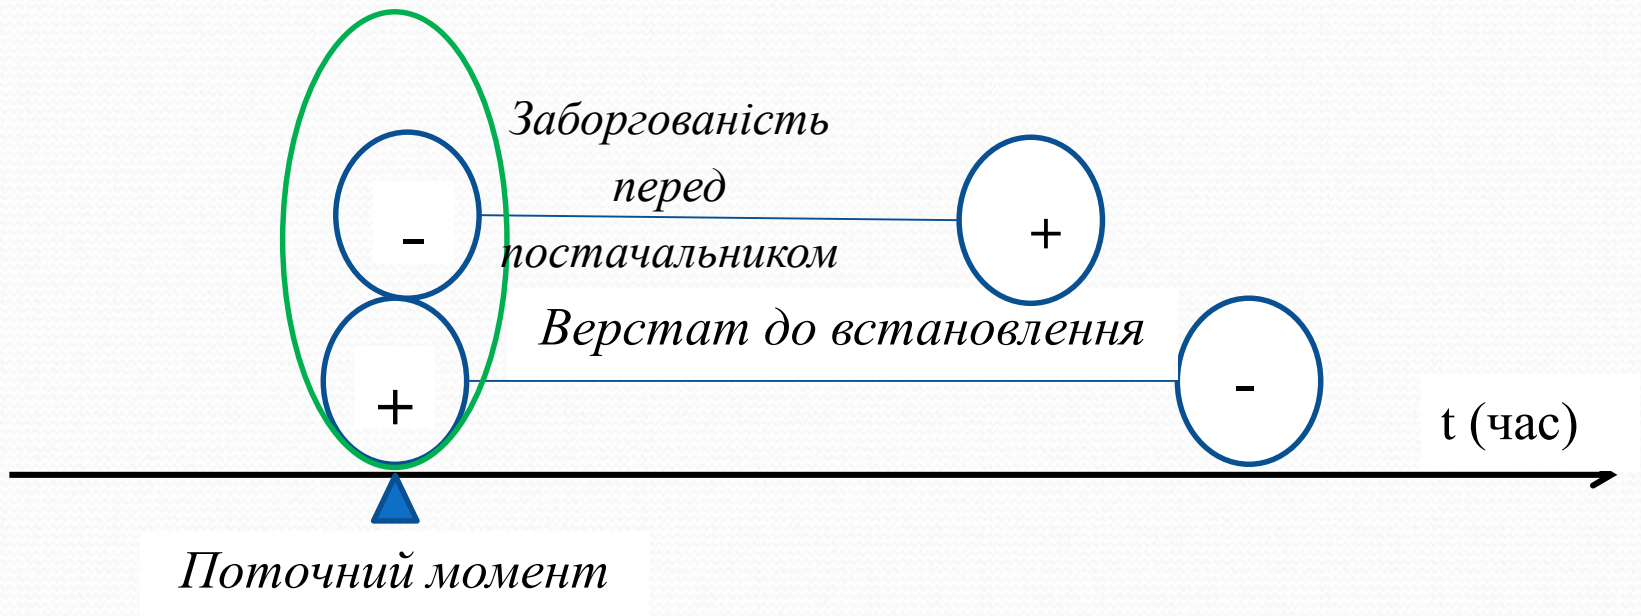 Заборгованість
перед
-
+
постачальником
Верстат до встановлення
+
-
t (час)
Поточний момент